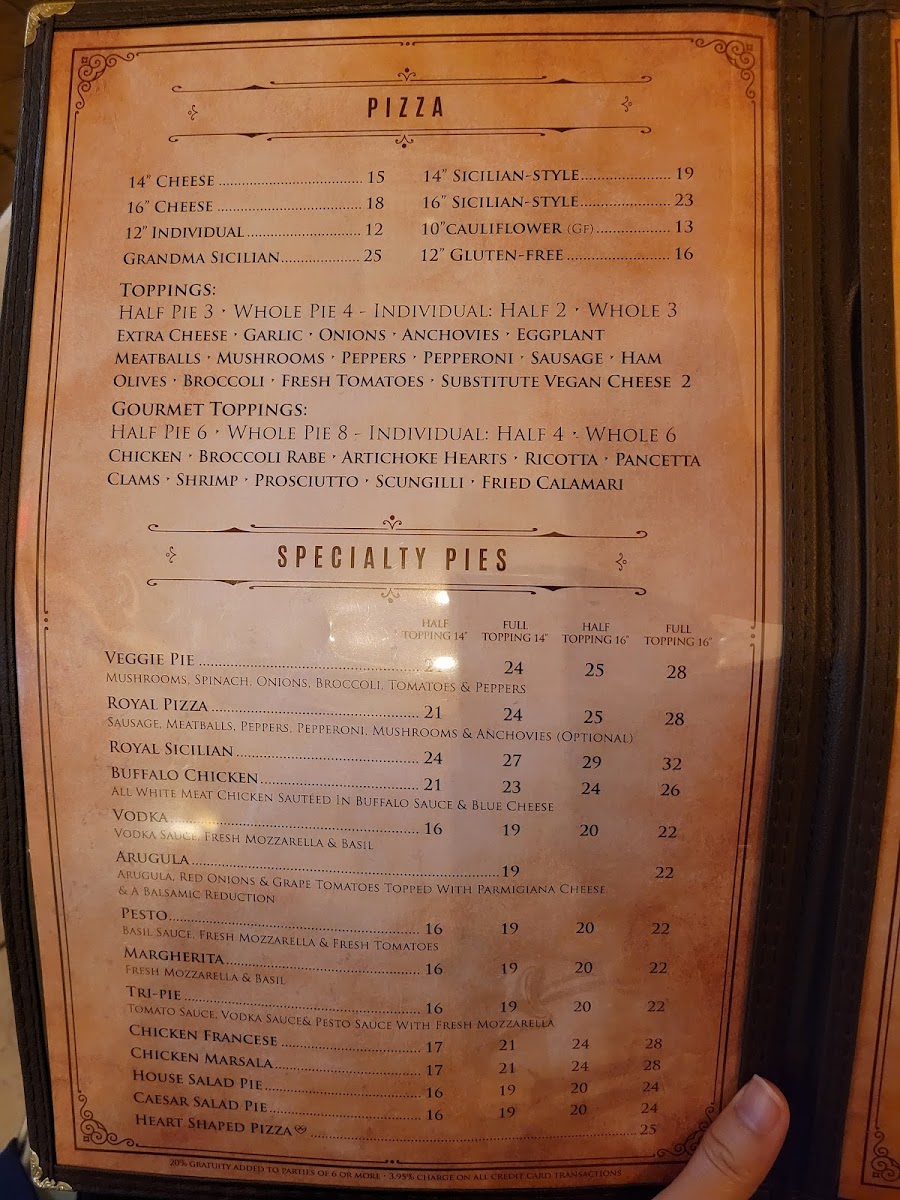 PIZZA
14" CHEESE 15
16" CHEESE 18
12" INDIVIDUAL 12
GRANDMA SICILIAN 25
14" SICILIAN-STYLE 19
16" SICILIAN-STYLE 23
10" CAULIFLOWER (GF) 13
12" GLUTEN-FREE 16
TOPPINGS:
HALF PIE 3 · WHOLE PIE 4 - INDIVIDUAL: HALF 2 · WHOLE 3
EXTRA CHEESE · GARLIC · ONIONS · ANCHOVIES · EGGPLANT
MEATBALLS · MUSHROOMS · PEPPERS · PEPPERONI · SAUSAGE · HAM
OLIVES · BROCCOLI · FRESH TOMATOES · SUBSTITUTE VEGAN CHEESE 2
GOURMET TOPPINGS:
HALF PIE 6 · WHOLE PIE 8 - INDIVIDUAL: HALF 4 · WHOLE 6
CHICKEN · BROCCOLI RABE · ARTICHOKE HEARTS · RICOTTA · PANCETTA
CLAMS · SHRIMP · PROSCIUTTO · SCUNGILLI · FRIED CALAMARI
SPECIALTY PIES
HALF TOPPING 14"
FULL TOPPING 14"
HALF TOPPING 16"
FULL TOPPING 16"
VEGGIE PIE 24 25 28
MUSHROOMS, SPINACH, ONIONS, BROCCOLI, TOMATOES & PEPPERS
ROYAL PIZZA 21 24 25 28
SAUSAGE, MEATBALLS, PEPPERS, PEPPERONI, MUSHROOMS & ANCHOVIES (OPTIONAL)
ROYAL SICILIAN 24 27 29 32
BUFFALO CHICKEN 21 23 24 26
ALL WHITE MEAT CHICKEN SAUTÉED IN BUFFALO SAUCE & BLUE CHEESE
VODKA 16 19 20 22
VODKA SAUCE, FRESH MOZZARELLA & BASIL
ARUGULA 19 22
ARUGULA, RED ONIONS & GRAPE TOMATOES TOPPED WITH PARMIGIANA CHEESE
& A BALSAMIC REDUCTION
PESTO 16 19 20 22
BASIL SAUCE, FRESH MOZZARELLA & FRESH TOMATOES
MARGHERITA 16 19 20 22
FRESH MOZZARELLA & BASIL
TRI-PIE 16 19 20 22
TOMATO SAUCE, VODKA SAUCE& PESTO SAUCE WITH FRESH MOZZARELLA
CHICKEN FRANCESE 17 21 24 28
CHICKEN MARSALA 17 21 24 28
HOUSE SALAD PIE 16 19 20 24
CAESAR SALAD PIE 16 19 20 24
HEART SHAPED PIZZA 25
20% GRATUITY ADDED TO PARTIES OF 6 OR MORE · 3.95% CHARGE ON ALL CREDIT CARD TRANSACTIONS